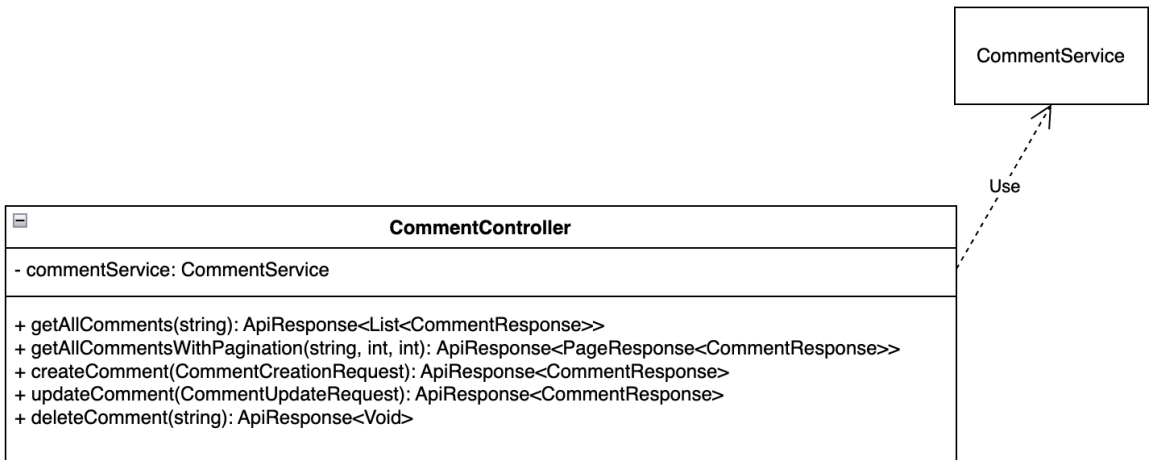 CommentService
Use
CommentController
- commentService: CommentService
+ getAllComments(string): ApiResponse<List<CommentResponse>>
+ getAllCommentsWithPagination(string, int, int): ApiResponse<PageResponse<CommentResponse>>
+ createComment(CommentCreationRequest): ApiResponse<CommentResponse>
+ updateComment(CommentUpdateRequest): ApiResponse<CommentResponse>
+ deleteComment(string): ApiResponse<Void>